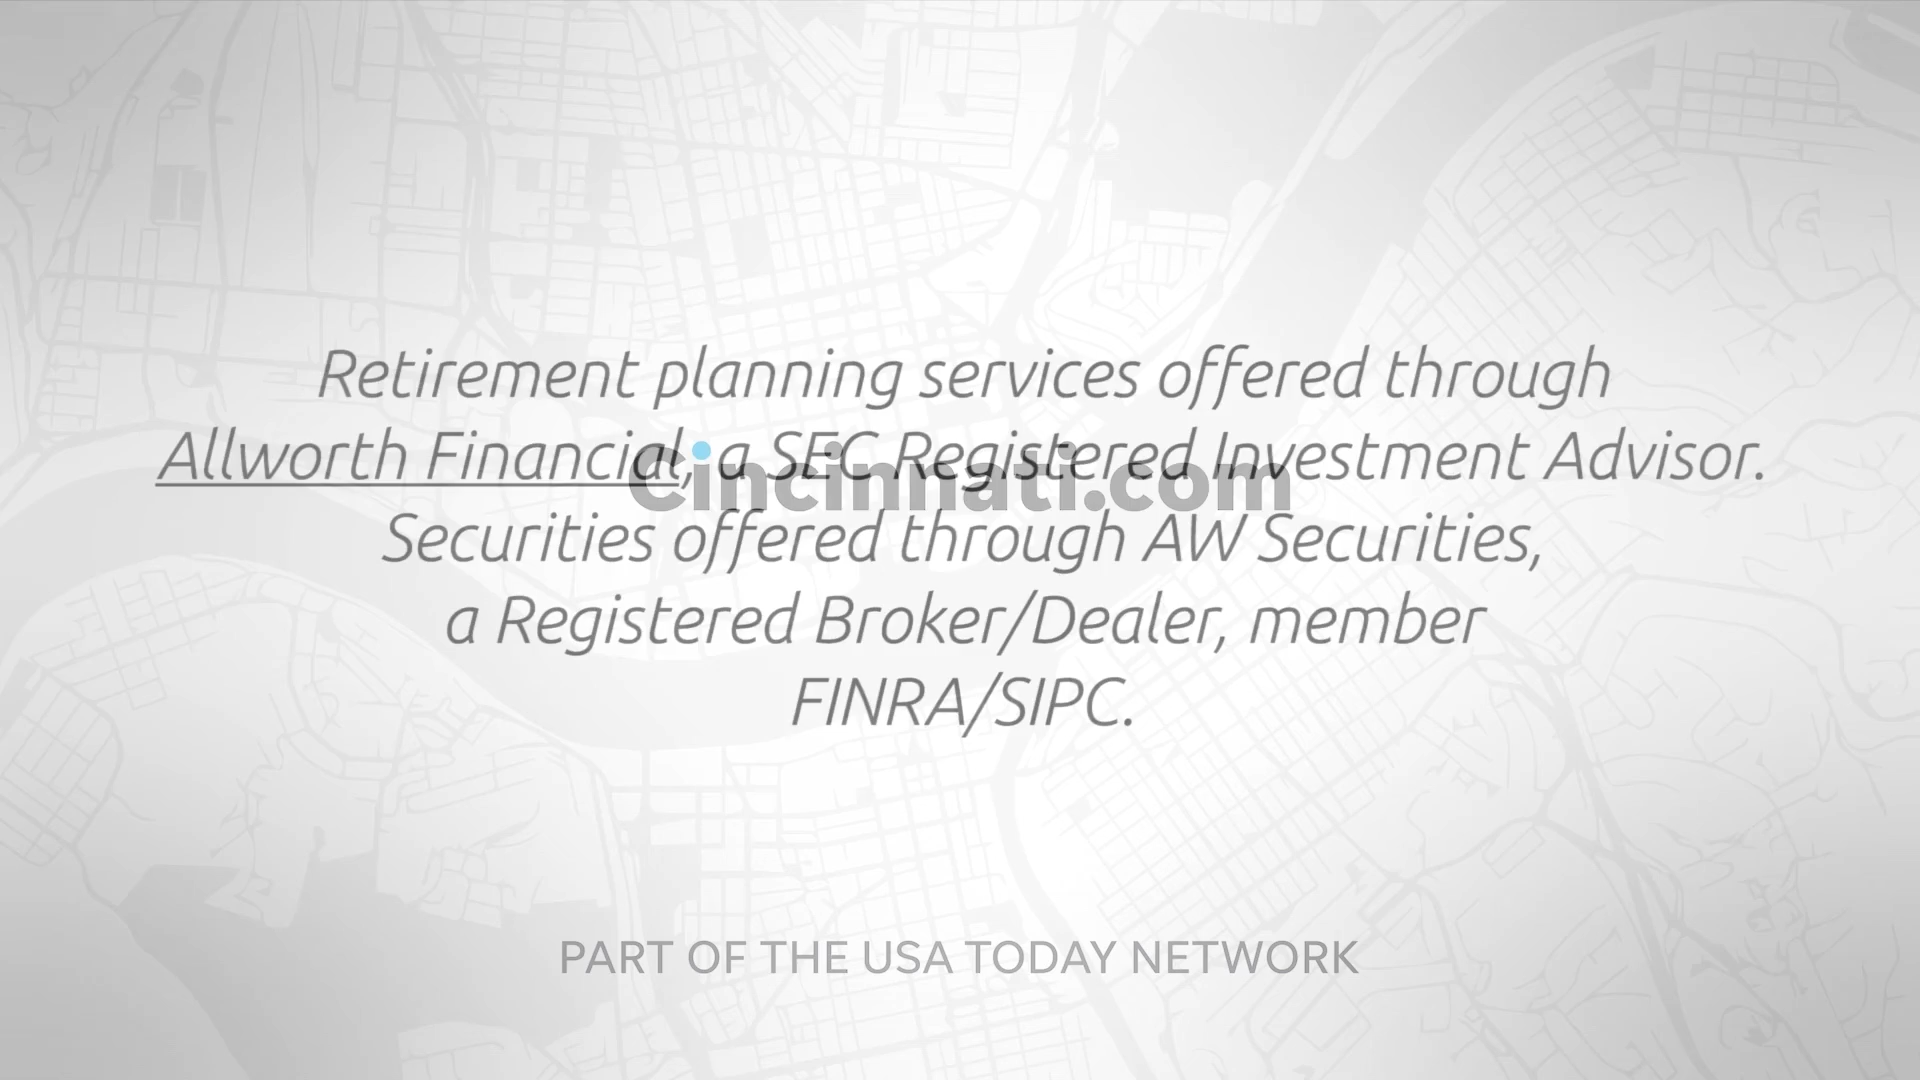 Retirement planning services offered through
Allworth Financial, a SEC Registered Investment Advisor.
Cincinnati.com
Securities offered through AW Securities,
a Registered Broker/Dealer, member
FINRA/SIPC.
PART OF THE USA TODAY NETWORK